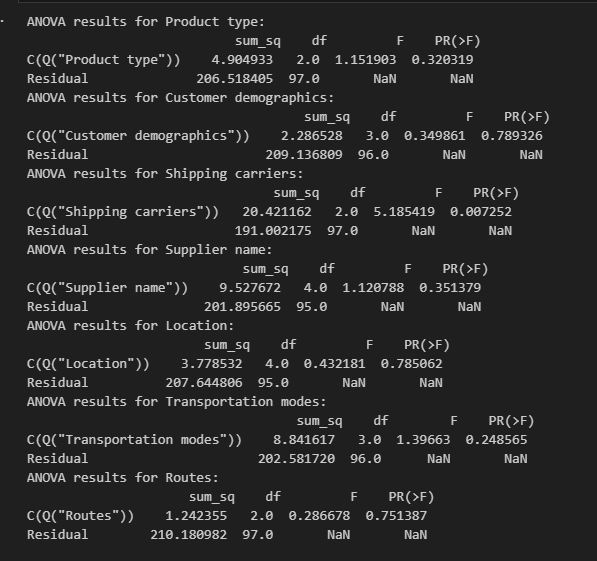 ANOVA results for Product type:
sum_sq df F PR(>F)
C(Q("Product type")) 4.904933 2.0 1.151903 0.320319
Residual 206.518405 97.0 NaN NaN
ANOVA results for Customer demographics:
sum_sq df F PR(>F)
C(Q("Customer demographics")) 2.286528 3.0 0.349861 0.789326
Residual 209.136809 96.0 NaN NaN
ANOVA results for Shipping carriers:
sum_sq df F PR(>F)
C(Q("Shipping carriers")) 20.421162 2.0 5.185419 0.007252
Residual 191.002175 97.0 NaN NaN
ANOVA results for Supplier name:
sum_sq df F PR(>F)
C(Q("Supplier name")) 9.527672 4.0 1.120788 0.351379
Residual 201.895665 95.0 NaN NaN
ANOVA results for Location:
sum_sq df F PR(>F)
C(Q("Location")) 3.778532 4.0 0.432181 0.785062
Residual 207.644806 95.0 NaN NaN
ANOVA results for Transportation modes:
sum_sq df F PR(>F)
C(Q("Transportation modes")) 8.841617 3.0 1.39663 0.248565
Residual 202.581720 96.0 NaN NaN
ANOVA results for Routes:
sum_sq df F PR(>F)
C(Q("Routes")) 1.242355 2.0 0.286678 0.751387
Residual 210.180982 97.0 NaN NaN